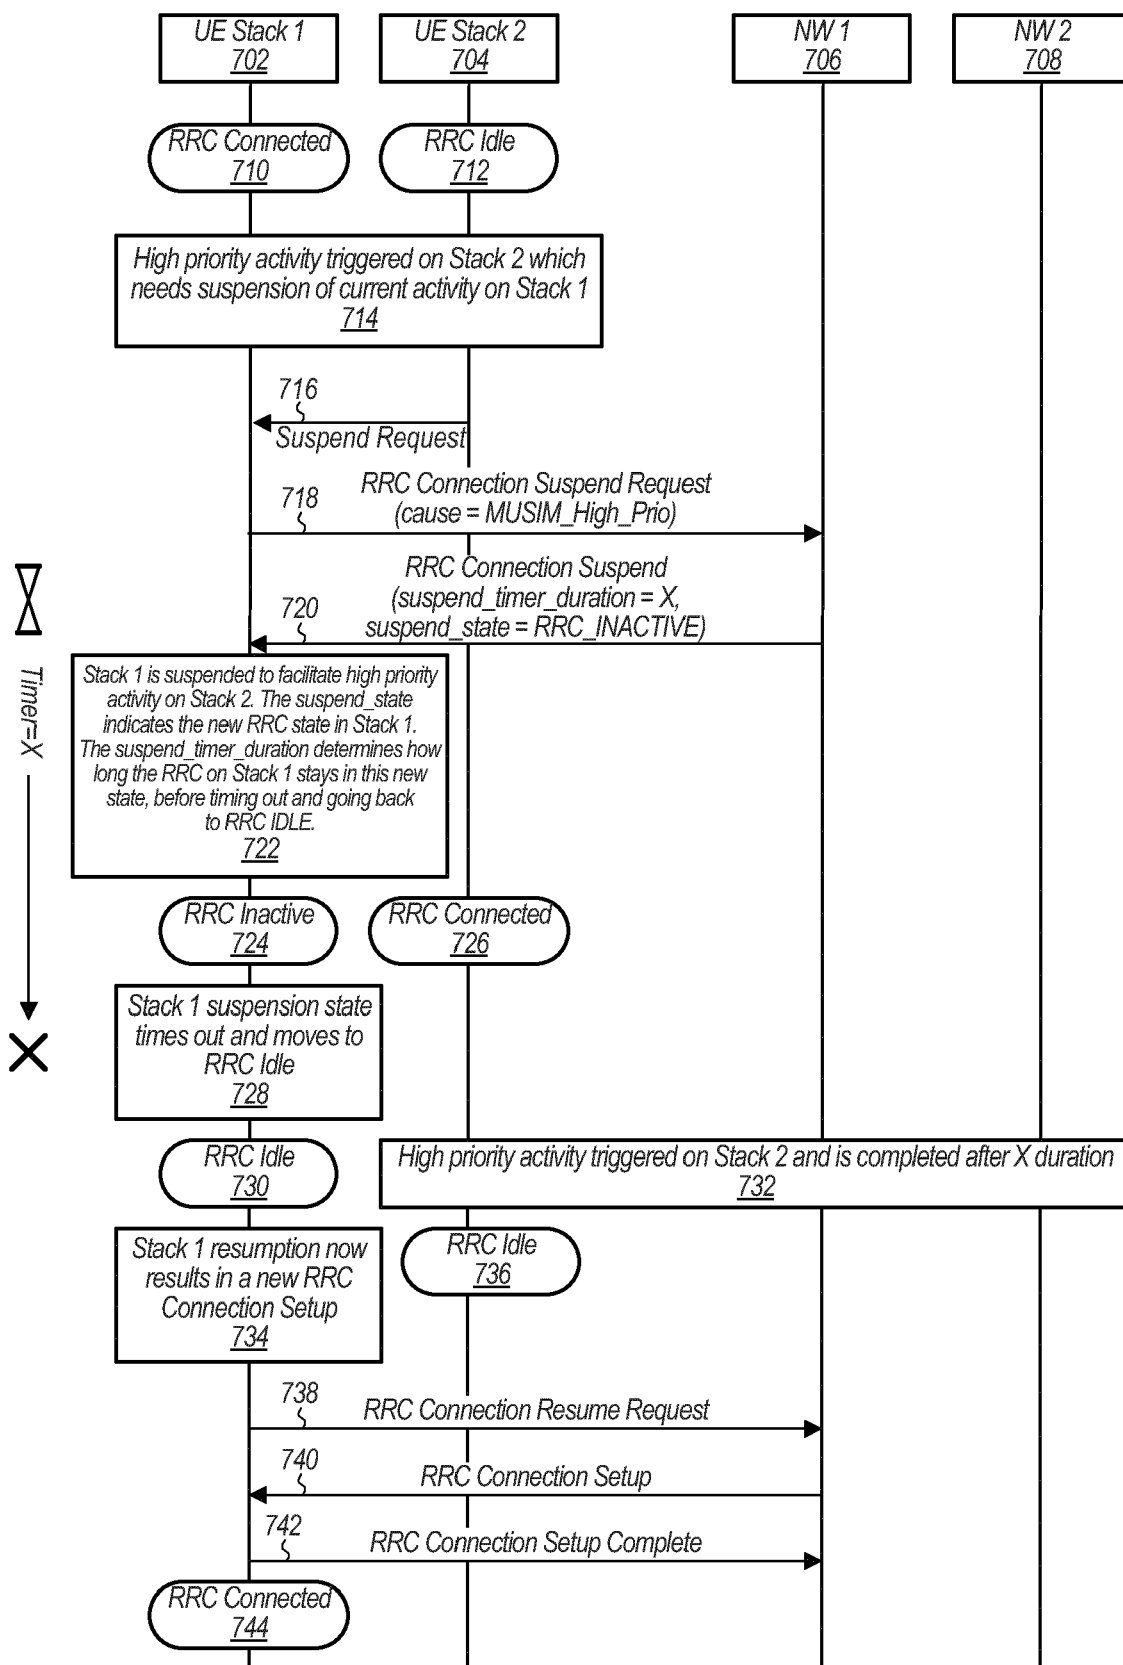 UE Stack 1
702
UE Stack 2
704
NW 1
706
NW 2
708
RRC Connected
710
RRC Idle
712
High priority activity triggered on Stack 2 which
needs suspension of current activity on Stack 1
714
716
Suspend Request
718
RRC Connection Suspend Request
(cause = MUSIM_High_Prio)
720
RRC Connection Suspend
(suspend_timer_duration = X,
suspend_state = RRC_INACTIVE)
Timer=X
Stack 1 is suspended to facilitate high priority
activity on Stack 2. The suspend_state
indicates the new RRC state in Stack 1.
The suspend_timer_duration determines how
long the RRC on Stack 1 stays in this new
state, before timing out and going back
to RRC IDLE.
722
RRC Inactive
724
RRC Connected
726
Stack 1 suspension state
times out and moves to
RRC Idle
728
RRC Idle
730
High priority activity triggered on Stack 2 and is completed after X duration
732
Stack 1 resumption now
results in a new RRC
Connection Setup
734
RRC Idle
736
738
RRC Connection Resume Request
740
RRC Connection Setup
742
RRC Connection Setup Complete
RRC Connected
744